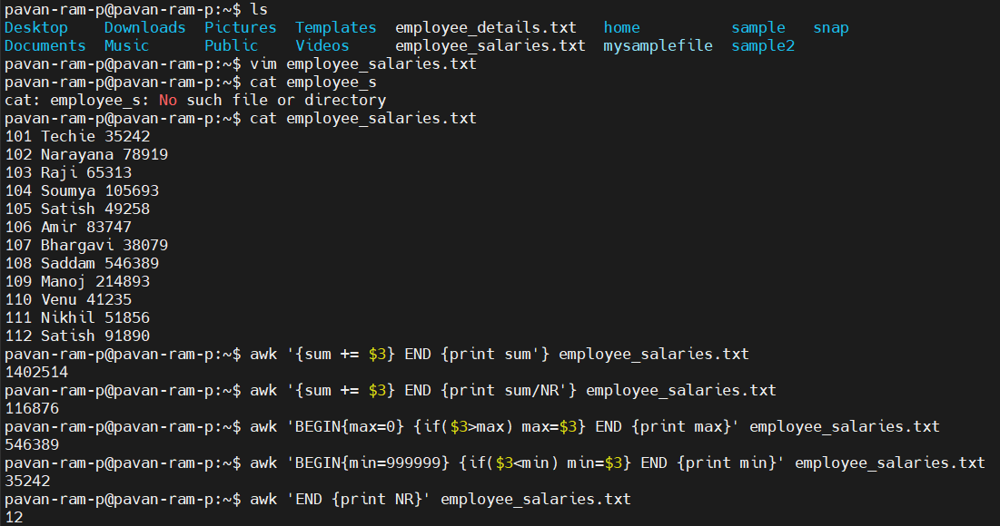 pavan-ram-p@pavan-ram-p:~$ ls
Desktop    Downloads  Pictures  Templates  employee_details.txt   home          sample   snap
Documents  Music      Public    Videos     employee_salaries.txt  mysamplefile  sample2
pavan-ram-p@pavan-ram-p:~$ vim employee_salaries.txt
pavan-ram-p@pavan-ram-p:~$ cat employee_s
cat: employee_s: No such file or directory
pavan-ram-p@pavan-ram-p:~$ cat employee_salaries.txt
101 Techie 35242
102 Narayana 78919
103 Raji 65313
104 Soumya 105693
105 Satish 49258
106 Amir 83747
107 Bhargavi 38079
108 Saddam 546389
109 Manoj 214893
110 Venu 41235
111 Nikhil 51856
112 Satish 91890
pavan-ram-p@pavan-ram-p:~$ awk '{sum += $3} END {print sum'} employee_salaries.txt
1402514
pavan-ram-p@pavan-ram-p:~$ awk '{sum += $3} END {print sum/NR'} employee_salaries.txt
116876
pavan-ram-p@pavan-ram-p:~$ awk 'BEGIN{max=0} {if($3>max) max=$3} END {print max}' employee_salaries.txt
546389
pavan-ram-p@pavan-ram-p:~$ awk 'BEGIN{min=999999} {if($3<min) min=$3} END {print min}' employee_salaries.txt
35242
pavan-ram-p@pavan-ram-p:~$ awk 'END {print NR}' employee_salaries.txt
12